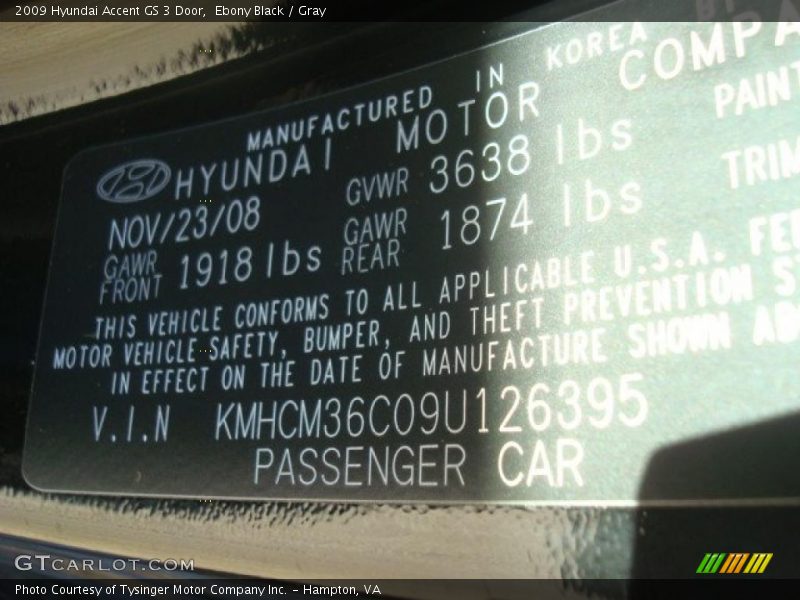 2009 Hyundai Accent GS 3 Door, Ebony Black / Gray
BY
MANUFACTURED IN KOREA
HYUNDAI MOTOR COMPA
NOV/23/08 GVWR 3638 lbs PAINT
GAWR FRONT 1918 lbs GAWR REAR 1874 lbs TRIM
THIS VEHICLE CONFORMS TO ALL APPLICABLE U.S.A. FED
MOTOR VEHICLE SAFETY, BUMPER, AND THEFT PREVENTION S
IN EFFECT ON THE DATE OF MANUFACTURE SHOWN AB
V.I.N KMHCM36C09U126395
PASSENGER CAR
GTCARLOT.COM
Photo Courtesy of Tysinger Motor Company Inc. - Hampton, VA